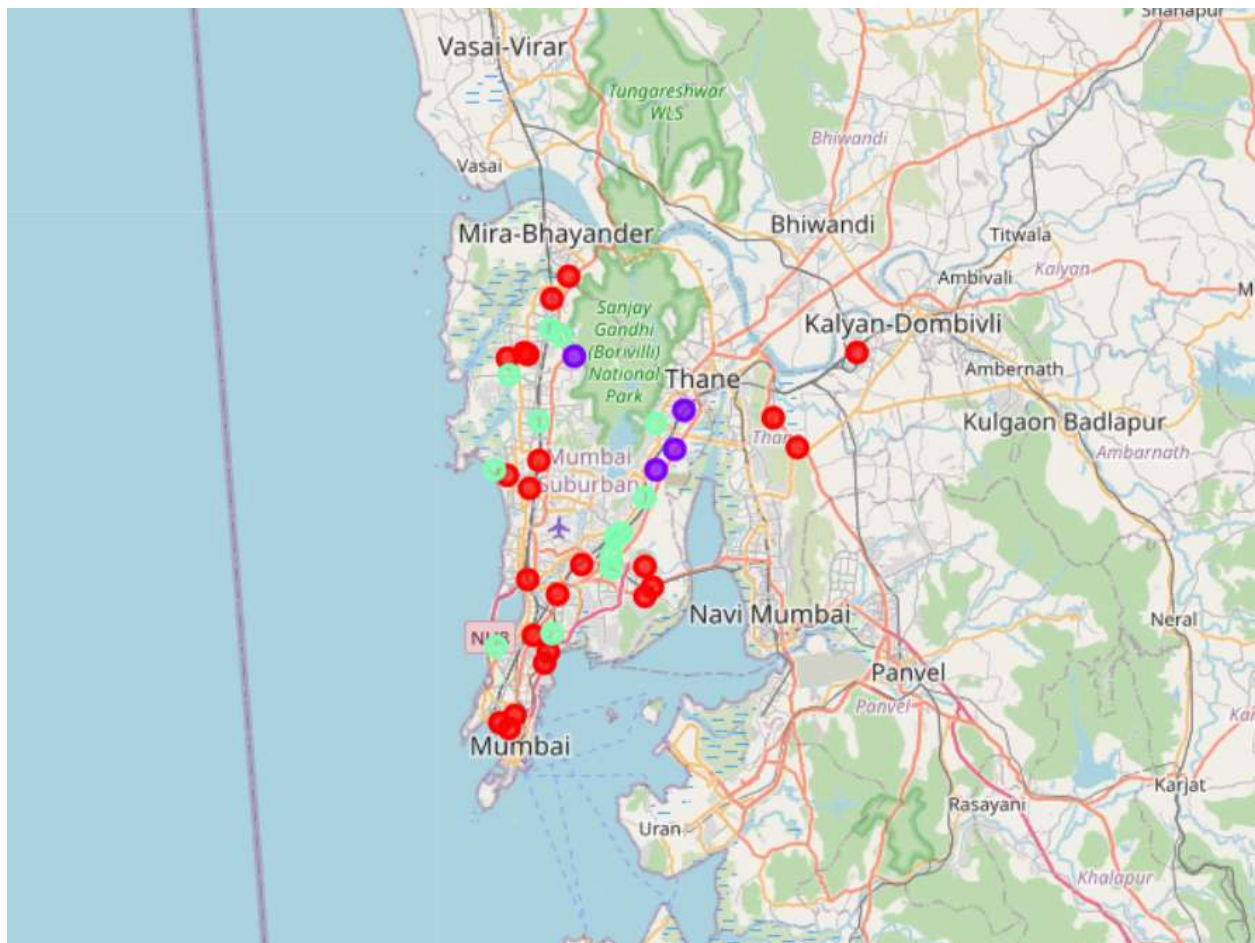 Shahapur
Vasai-Virar
Tungareshwar
WLS
Bhiwandi
Vasai
Bhiwandi
Mira-Bhayander
Titwala
Kalyan
Ambivali
Sanjay
Gandhi
(Borivilli)
National
Park
Kalyan-Dombivli
Ambernath
Thane
Kulgaon Badlapur
Ambarnath
Mumbai
Suburban
Navi Mumbai
Neral
Panvel
Panvel
Mumbai
Karjat
Rasayani
Uran
Khalapur